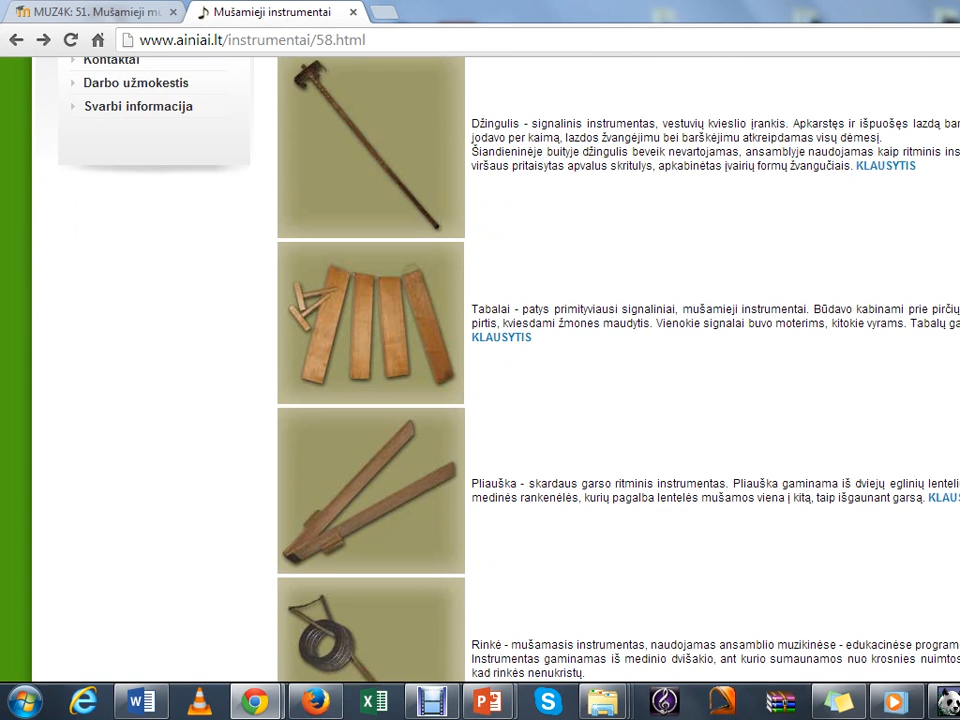 MUZ4K: 51. Mušamieji mu
Mušamieji instrumentai
www.ainiai.lt/instrumentai/58.html
Kontaktai
Darbo užmokestis
Svarbi informacija
Džingulis - signalinis instrumentas, vestuvių kvieslio įrankis. Apkarstęs ir išpuošęs lazdą bar
jodavo per kaimą, lazdos žvangėjimu bei barškėjimu atkreipdamas visų dėmesį.
Šiandieninėje buityje džingulis beveik nevartojamas, ansamblyje naudojamas kaip ritminis ins
viršaus pritaisytas apvalus skritulys, apkabinėtas įvairių formų žvangučiais. KLAUSYTIS
Tabalai - patys primityviausi signaliniai, mušamieji instrumentai. Būdavo kabinami prie pirčių
pirtis, kviesdami žmones maudytis. Vienokie signalai buvo moterims, kitokie vyrams. Tabalų ga
KLAUSYTIS
Pliauška - skardaus garso ritminis instrumentas. Pliauška gaminama iš dviejų eglinių lenteli
medinės rankenėlės, kurių pagalba lentelės mušamos viena į kitą, taip išgaunant garsą. KLAUS
Rinkė - mušamasis instrumentas, naudojamas ansamblio muzikinėse - edukacinėse program
Instrumentas gaminamas iš medinio dvišakio, ant kurio sumaunamos nuo krosnies nuimtos
kad rinkės nenukristų.